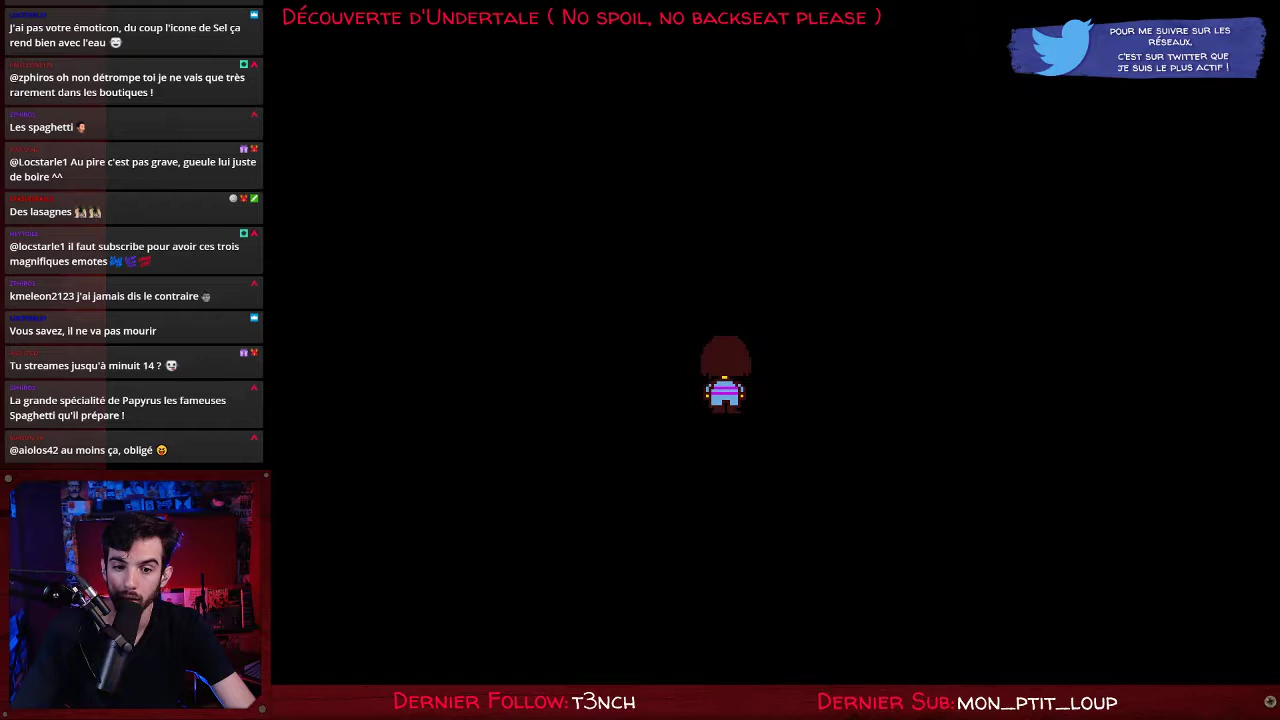 Découverte d'Undertale ( No spoil, no backseat please )
POUR ME SUIVRE SUR LES
RÉSEAUX,
C'EST SUR TWITTER QUE
JE SUIS LE PLUS ACTIF !
J'ai pas votre émoticon, du coup l'icone de Sel ça
rend bien avec l'eau
@zphiros oh non détrompe toi je ne vais que très
rarement dans les boutiques !
ZPHIROS
Les spaghetti
@Locstarle1 Au pire c'est pas grave, gueule lui juste
de boire ^^
Des lasagnes
@locstarle1 il faut subscribe pour avoir ces trois
magnifiques emotes
ZPHIROS
kmeleon2123 j'ai jamais dis le contraire
Vous savez, il ne va pas mourir
Tu streames jusqu'à minuit 14 ?
ZPHIROS
La grande spécialité de Papyrus les fameuses
Spaghetti qu'il prépare !
@aiolos42 au moins ça, obligé
Dernier Follow: T3NCH
Dernier Sub: MON_PTIT_LOUP